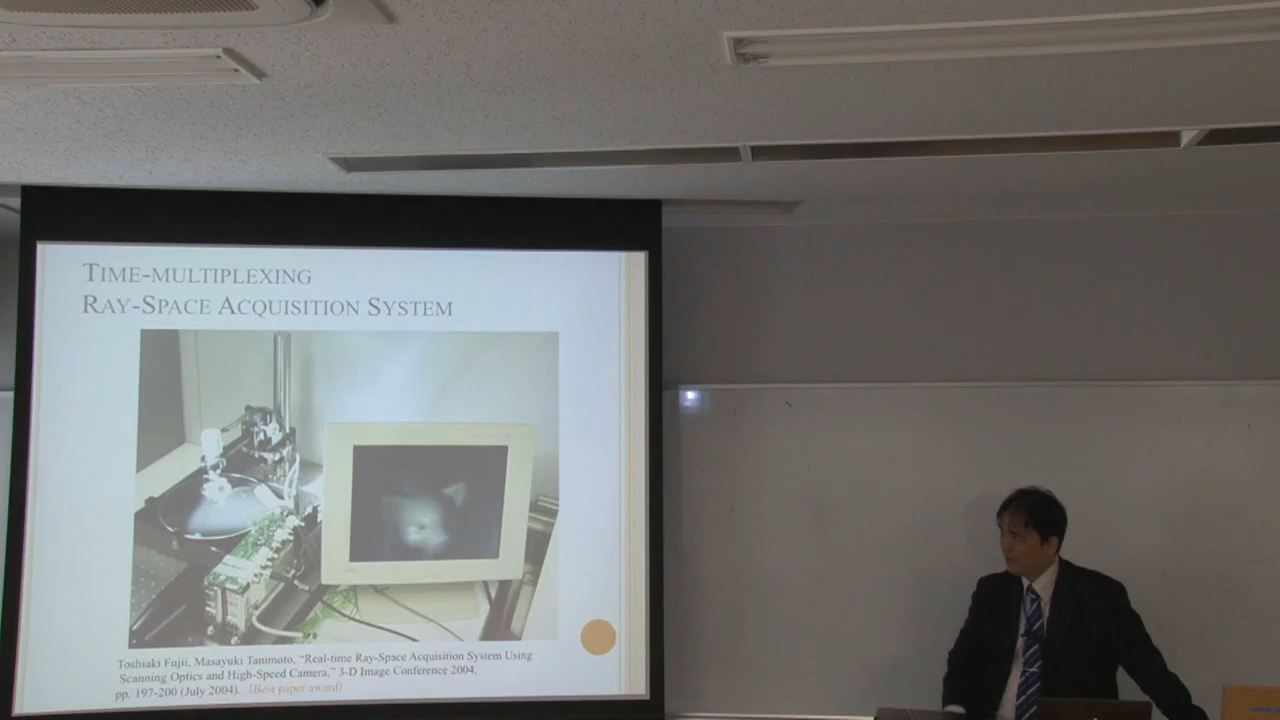 TIME-MULTIPLEXING
RAY-SPACE ACQUISITION SYSTEM
Toshiaki Fujii, Masayuki Tanimoto, “Real-time Ray-Space Acquisition System Using
Scanning Optics and High-Speed Camera,” 3-D Image Conference 2004,
pp. 197-200 (July 2004). (Best paper award)